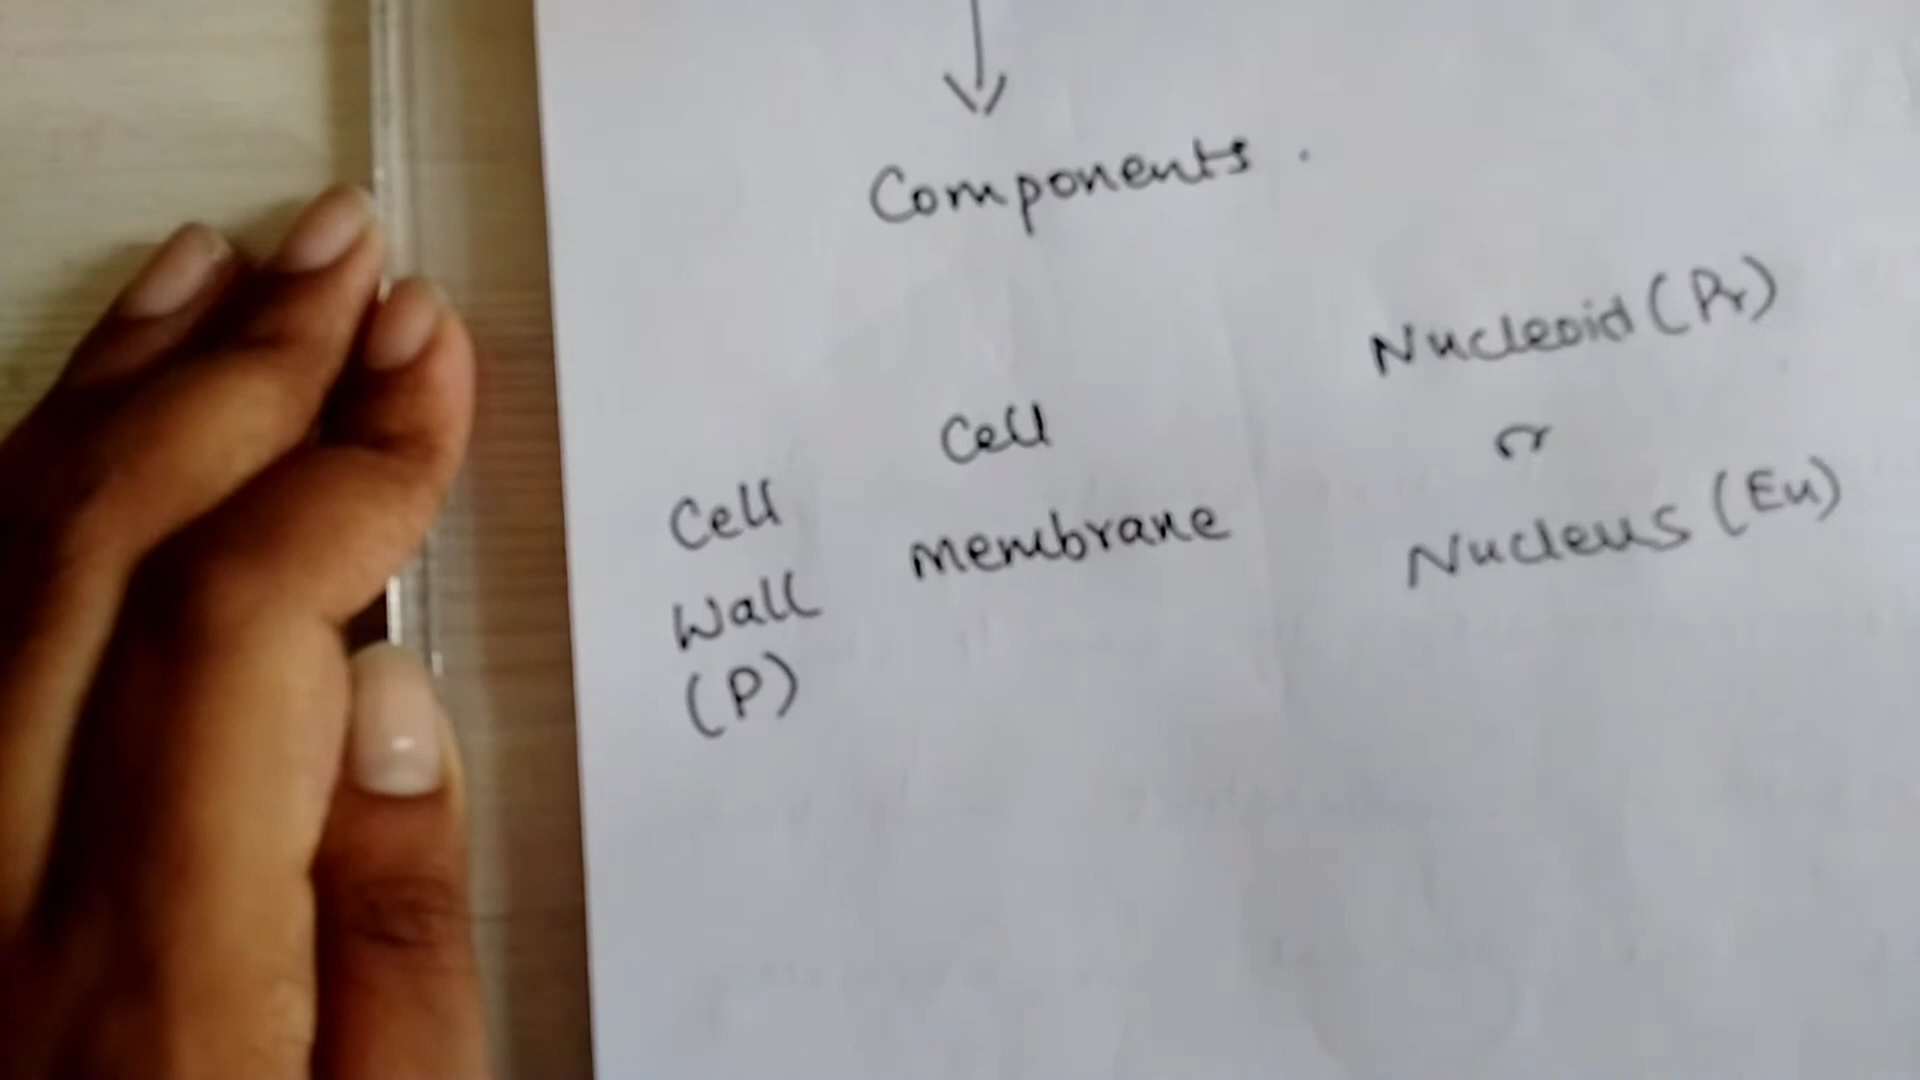 Components.
Cell
Wall
(P)
Cell
membrane
Nucleoid (Pr)
or
Nucleus (Eu)